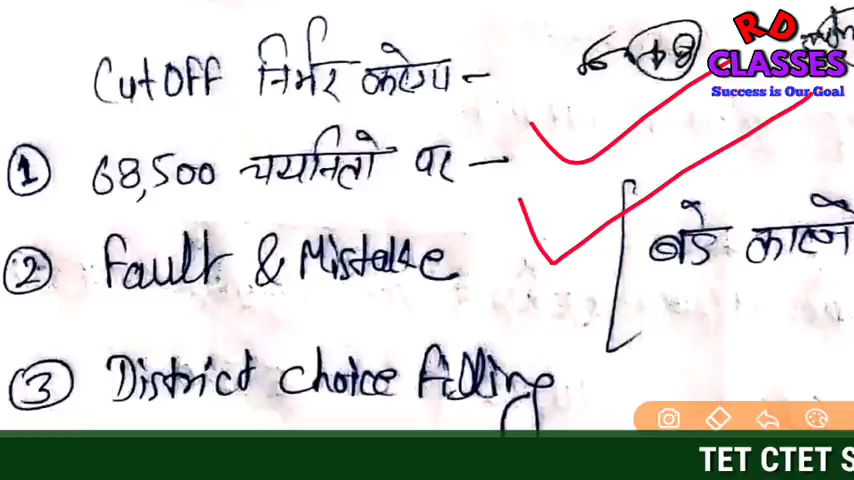 CutOFF निर्भर करेगा –
RD
CLASSES
Success is Our Goal
① 68,500 चयनितो पर –
② Fault & Mistake
बडे
③ District choice filling
TET CTET S